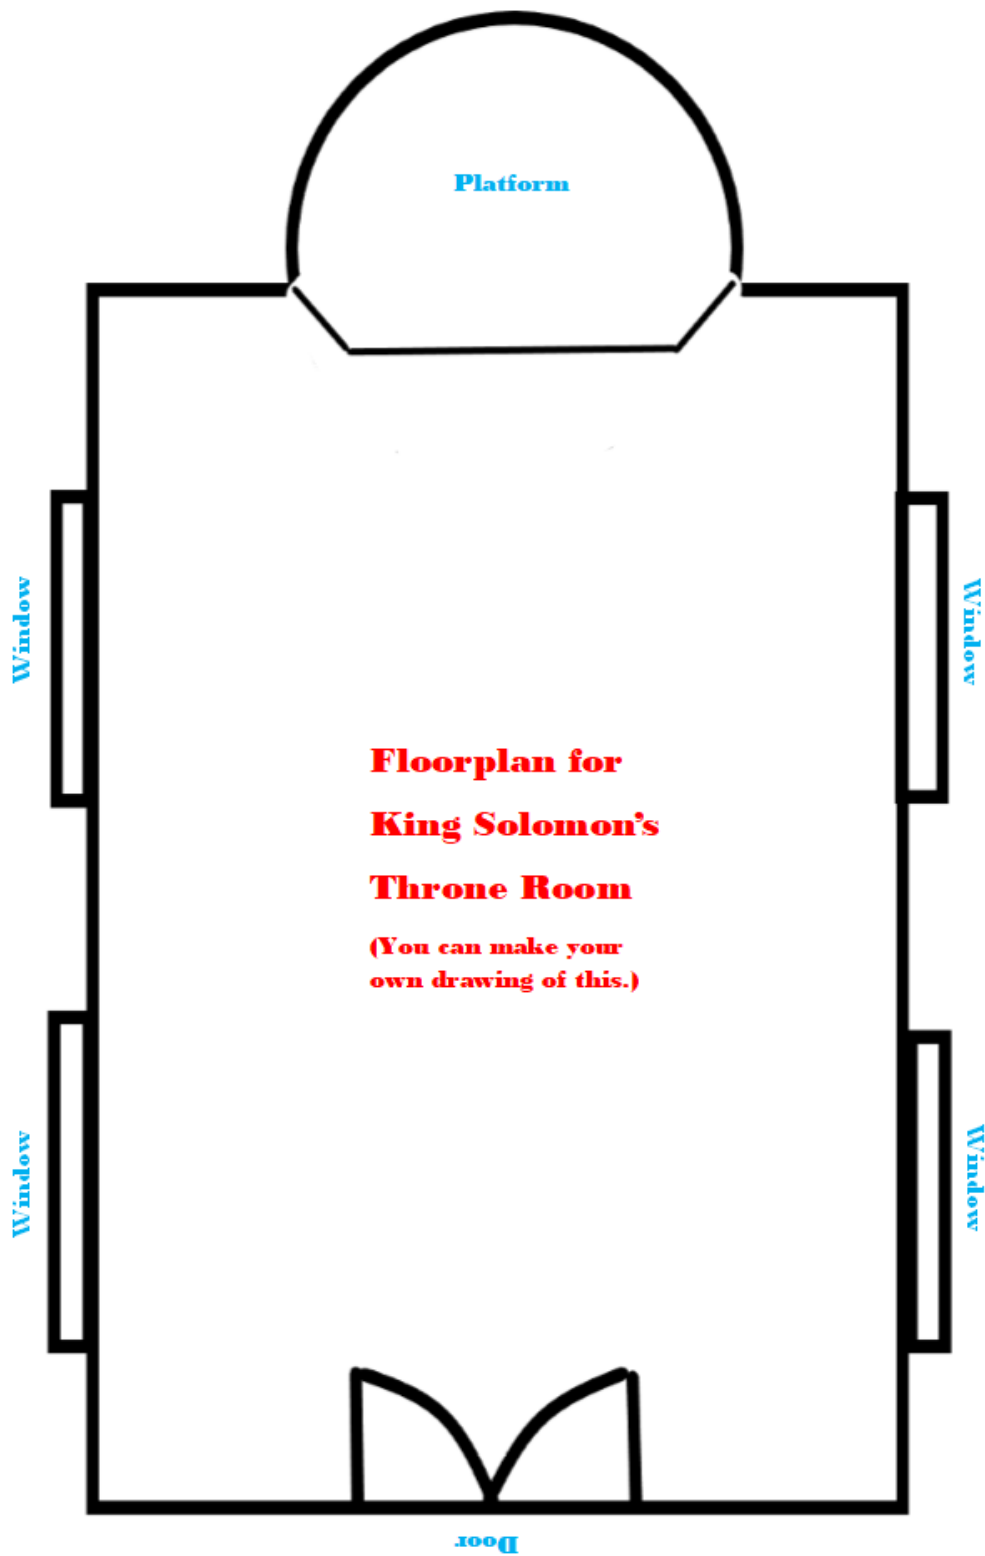 Platform
Window
Window
Floorplan for
King Solomon's
Throne Room
(You can make your
own drawing of this.)
Window
Window
Door